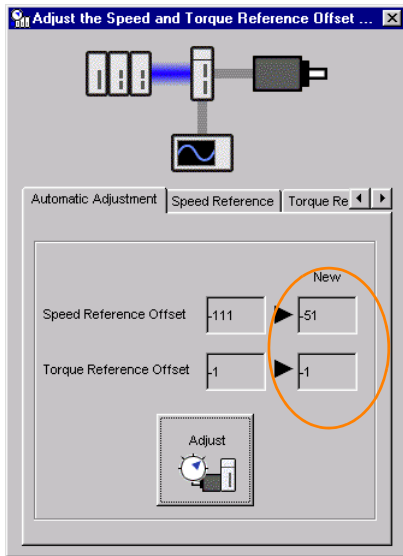 Adjust the Speed and Torque Reference Offset ...
Automatic Adjustment Speed Reference Torque Re
New
Speed Reference Offset -111 -51
Torque Reference Offset -1 -1
Adjust